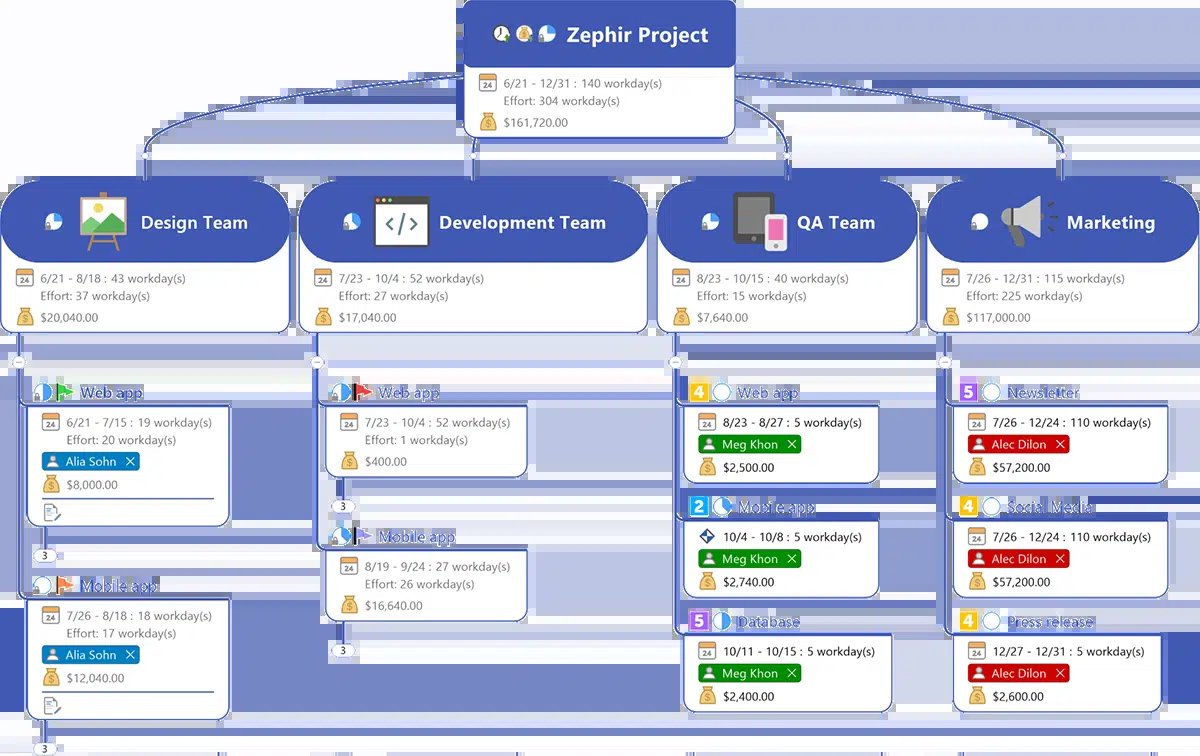 Zephir Project
24 6/21 - 12/31 : 140 workday(s)
Effort: 304 workday(s)
$ $161,720.00
Design Team
24 6/21 - 8/18 : 43 workday(s)
Effort: 37 workday(s)
$ $20,040.00
Web app
24 6/21 - 7/15 : 19 workday(s)
Effort: 20 workday(s)
Alia Sohn
$ $8,000.00
3
Mobile app
24 7/26 - 8/18 : 18 workday(s)
Effort: 17 workday(s)
Alia Sohn
$ $12,040.00
3
</> Development Team
24 7/23 - 10/4 : 52 workday(s)
Effort: 27 workday(s)
$ $17,040.00
Web app
24 7/23 - 10/4 : 52 workday(s)
Effort: 1 workday(s)
$ $400.00
3
Mobile app
24 8/19 - 9/24 : 27 workday(s)
Effort: 26 workday(s)
$ $16,640.00
3
QA Team
24 8/23 - 10/15 : 40 workday(s)
Effort: 15 workday(s)
$ $7,640.00
4 Web app
24 8/23 - 8/27 : 5 workday(s)
Meg Khon
$ $2,500.00
2 Mobile app
10/4 - 10/8 : 5 workday(s)
Meg Khon
$ $2,740.00
5 Database
24 10/11 - 10/15 : 5 workday(s)
Meg Khon
$ $2,400.00
Marketing
24 7/26 - 12/31 : 115 workday(s)
Effort: 225 workday(s)
$ $117,000.00
5 Newsletter
24 7/26 - 12/24 : 110 workday(s)
Alec Dilon
$ $57,200.00
4 Social Media
24 7/26 - 12/24 : 110 workday(s)
Alec Dilon
$ $57,200.00
4 Press release
24 12/27 - 12/31 : 5 workday(s)
Alec Dilon
$ $2,600.00